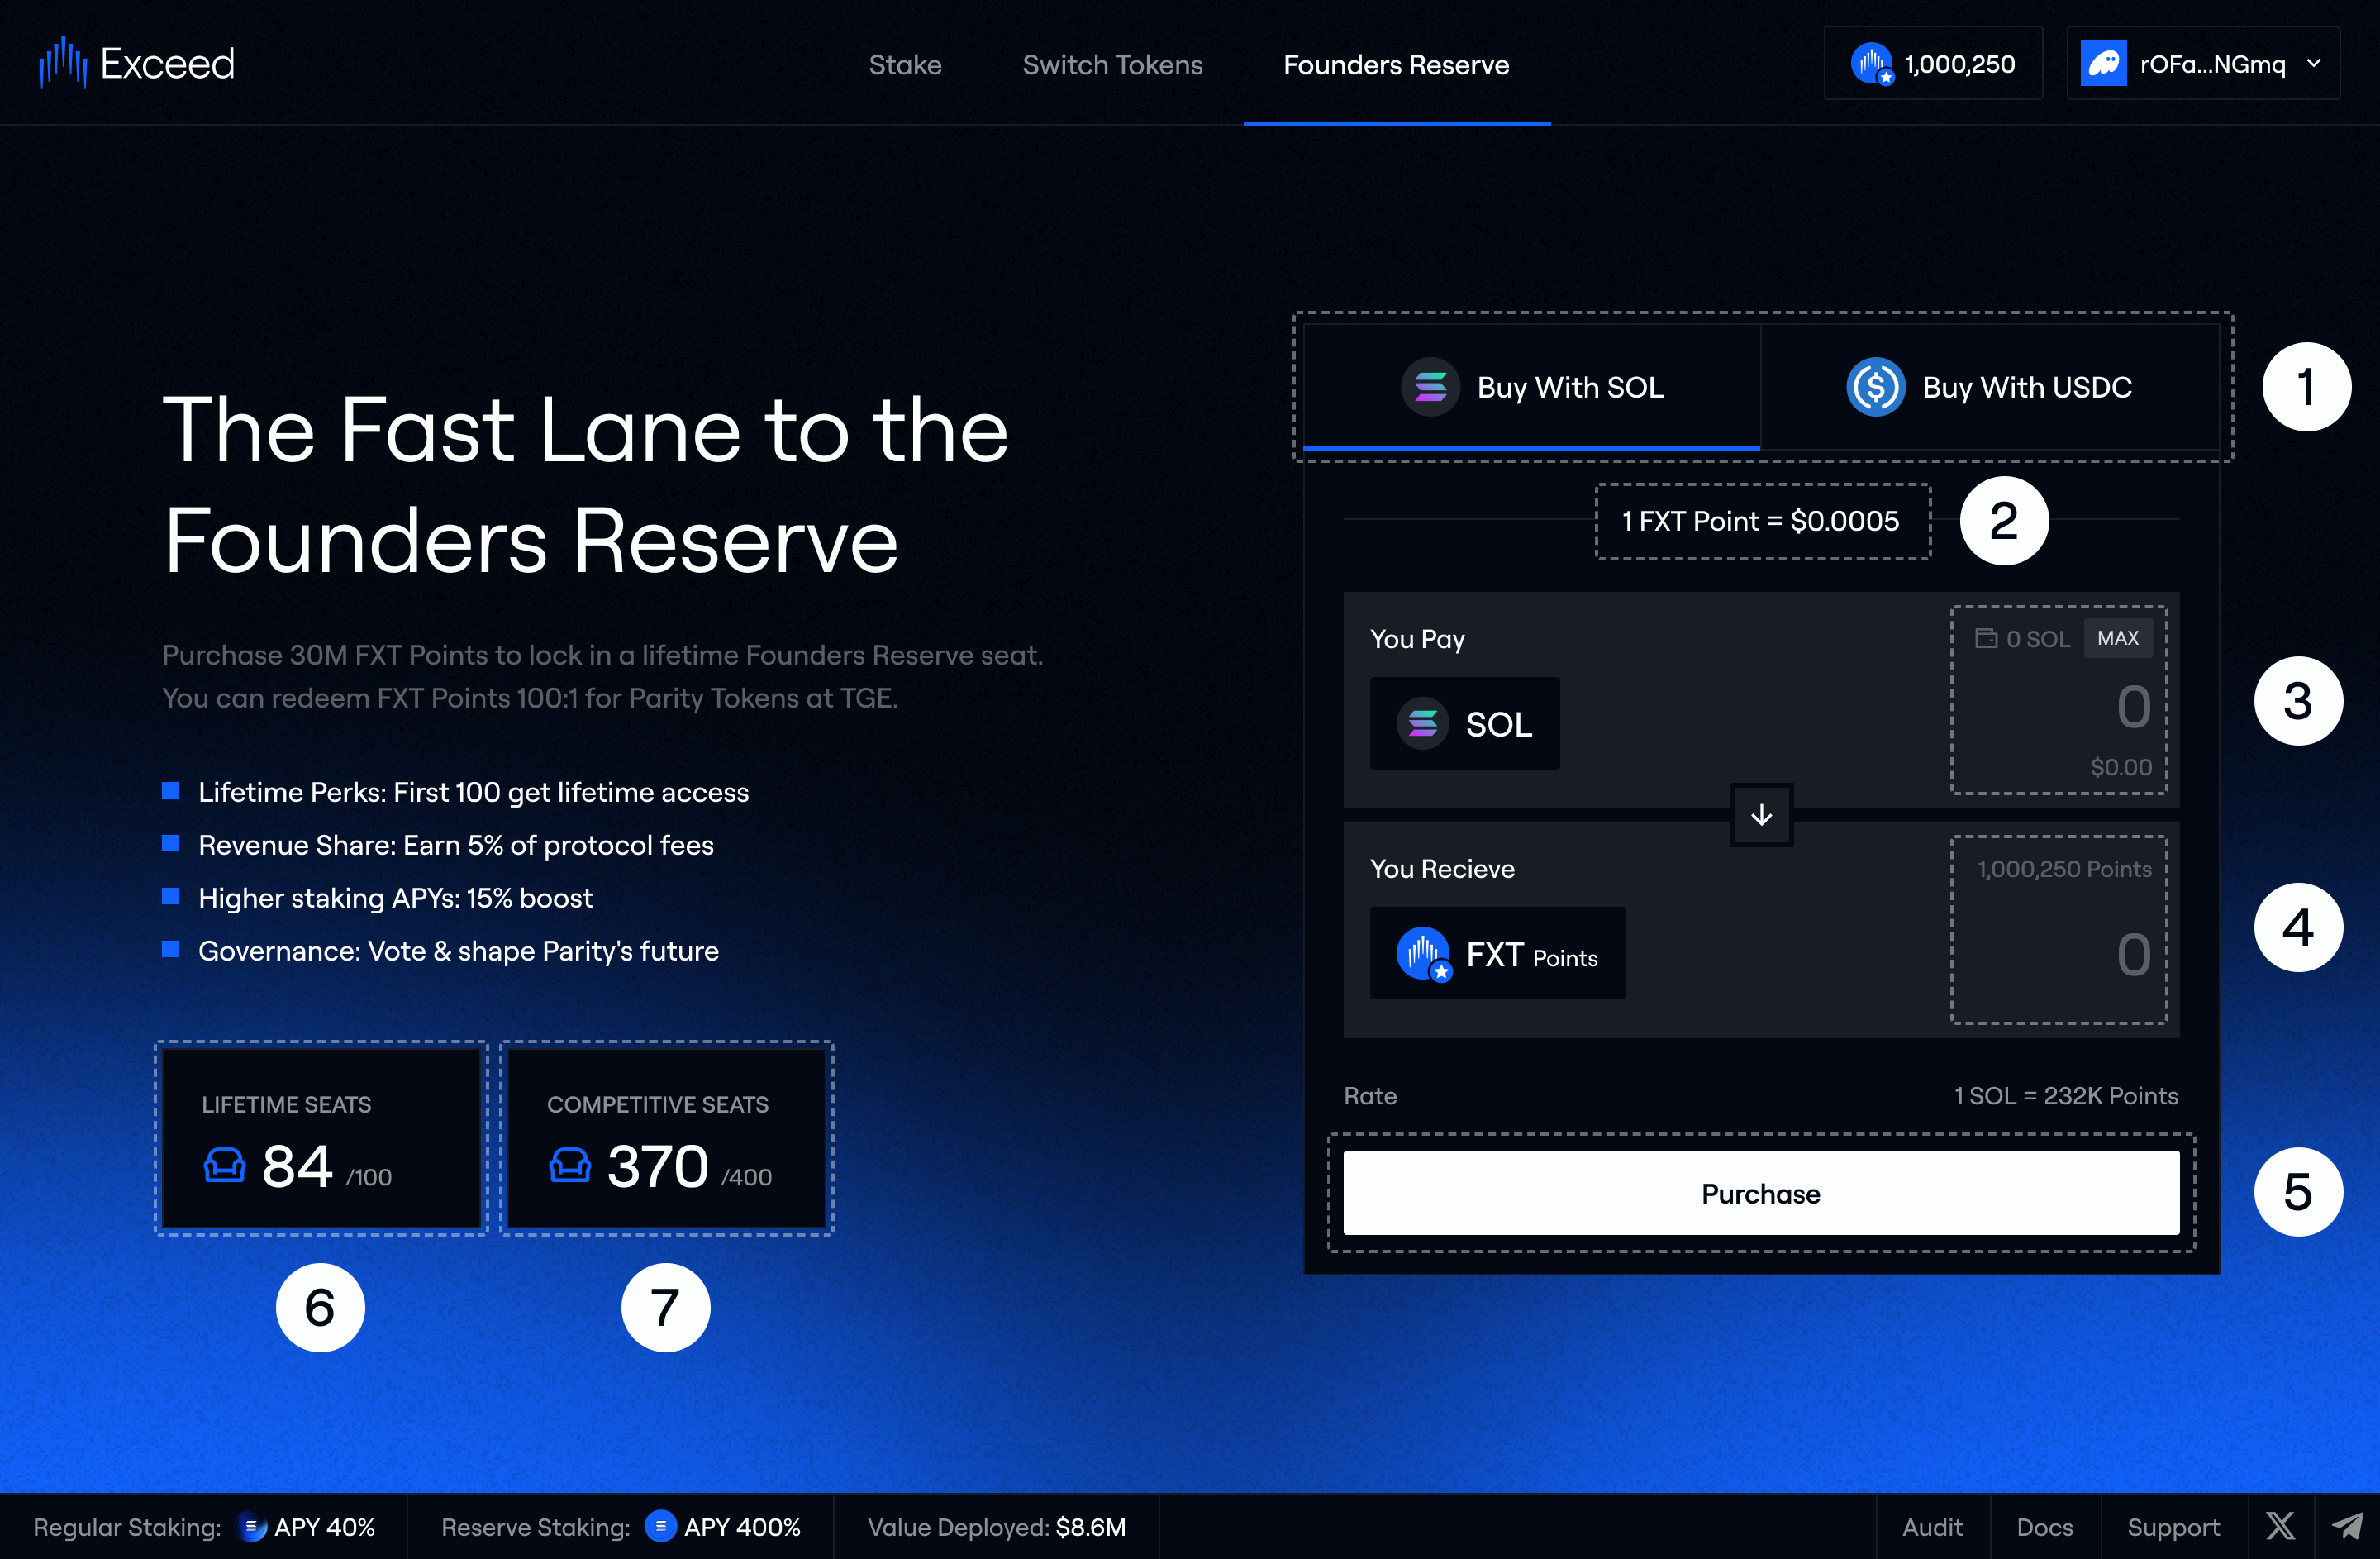 Exceed
Stake
Switch Tokens
Founders Reserve
1,000,250
rOFa...NGmq
The Fast Lane to the
Founders Reserve
Purchase 30M FXT Points to lock in a lifetime Founders Reserve seat.
You can redeem FXT Points 100:1 for Parity Tokens at TGE.
Lifetime Perks: First 100 get lifetime access
Revenue Share: Earn 5% of protocol fees
Higher staking APYs: 15% boost
Governance: Vote & shape Parity's future
LIFETIME SEATS
84 /100
COMPETITIVE SEATS
370 /400
6
7
Buy With SOL
Buy With USDC
1
1 FXT Point = $0.0005
2
You Pay
0 SOL MAX
SOL
0
$0.00
3
You Recieve
1,000,250 Points
FXT Points
0
4
Rate
1 SOL = 232K Points
Purchase
5
Regular Staking: APY 40%
Reserve Staking: APY 400%
Value Deployed: $8.6M
Audit
Docs
Support